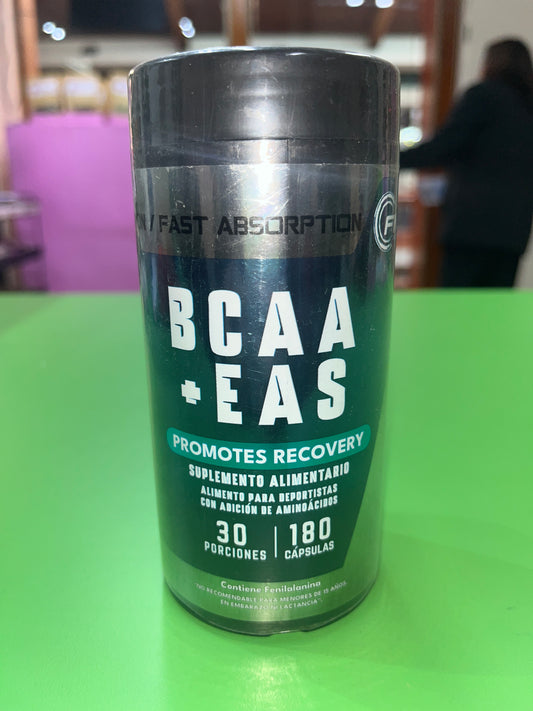 / FAST ABSORPTION
BCAA
+EAS
PROMOTES RECOVERY
SUPLEMENTO ALIMENTARIO
ALIMENTO PARA DEPORTISTAS
CON ADICIÓN DE AMINOÁCIDOS
30 PORCIONES | 180 CÁPSULAS
Contiene Fenilalanina
NO RECOMENDABLE PARA MENORES DE 15 AÑOS,
EN EMBARAZO NI LACTANCIA